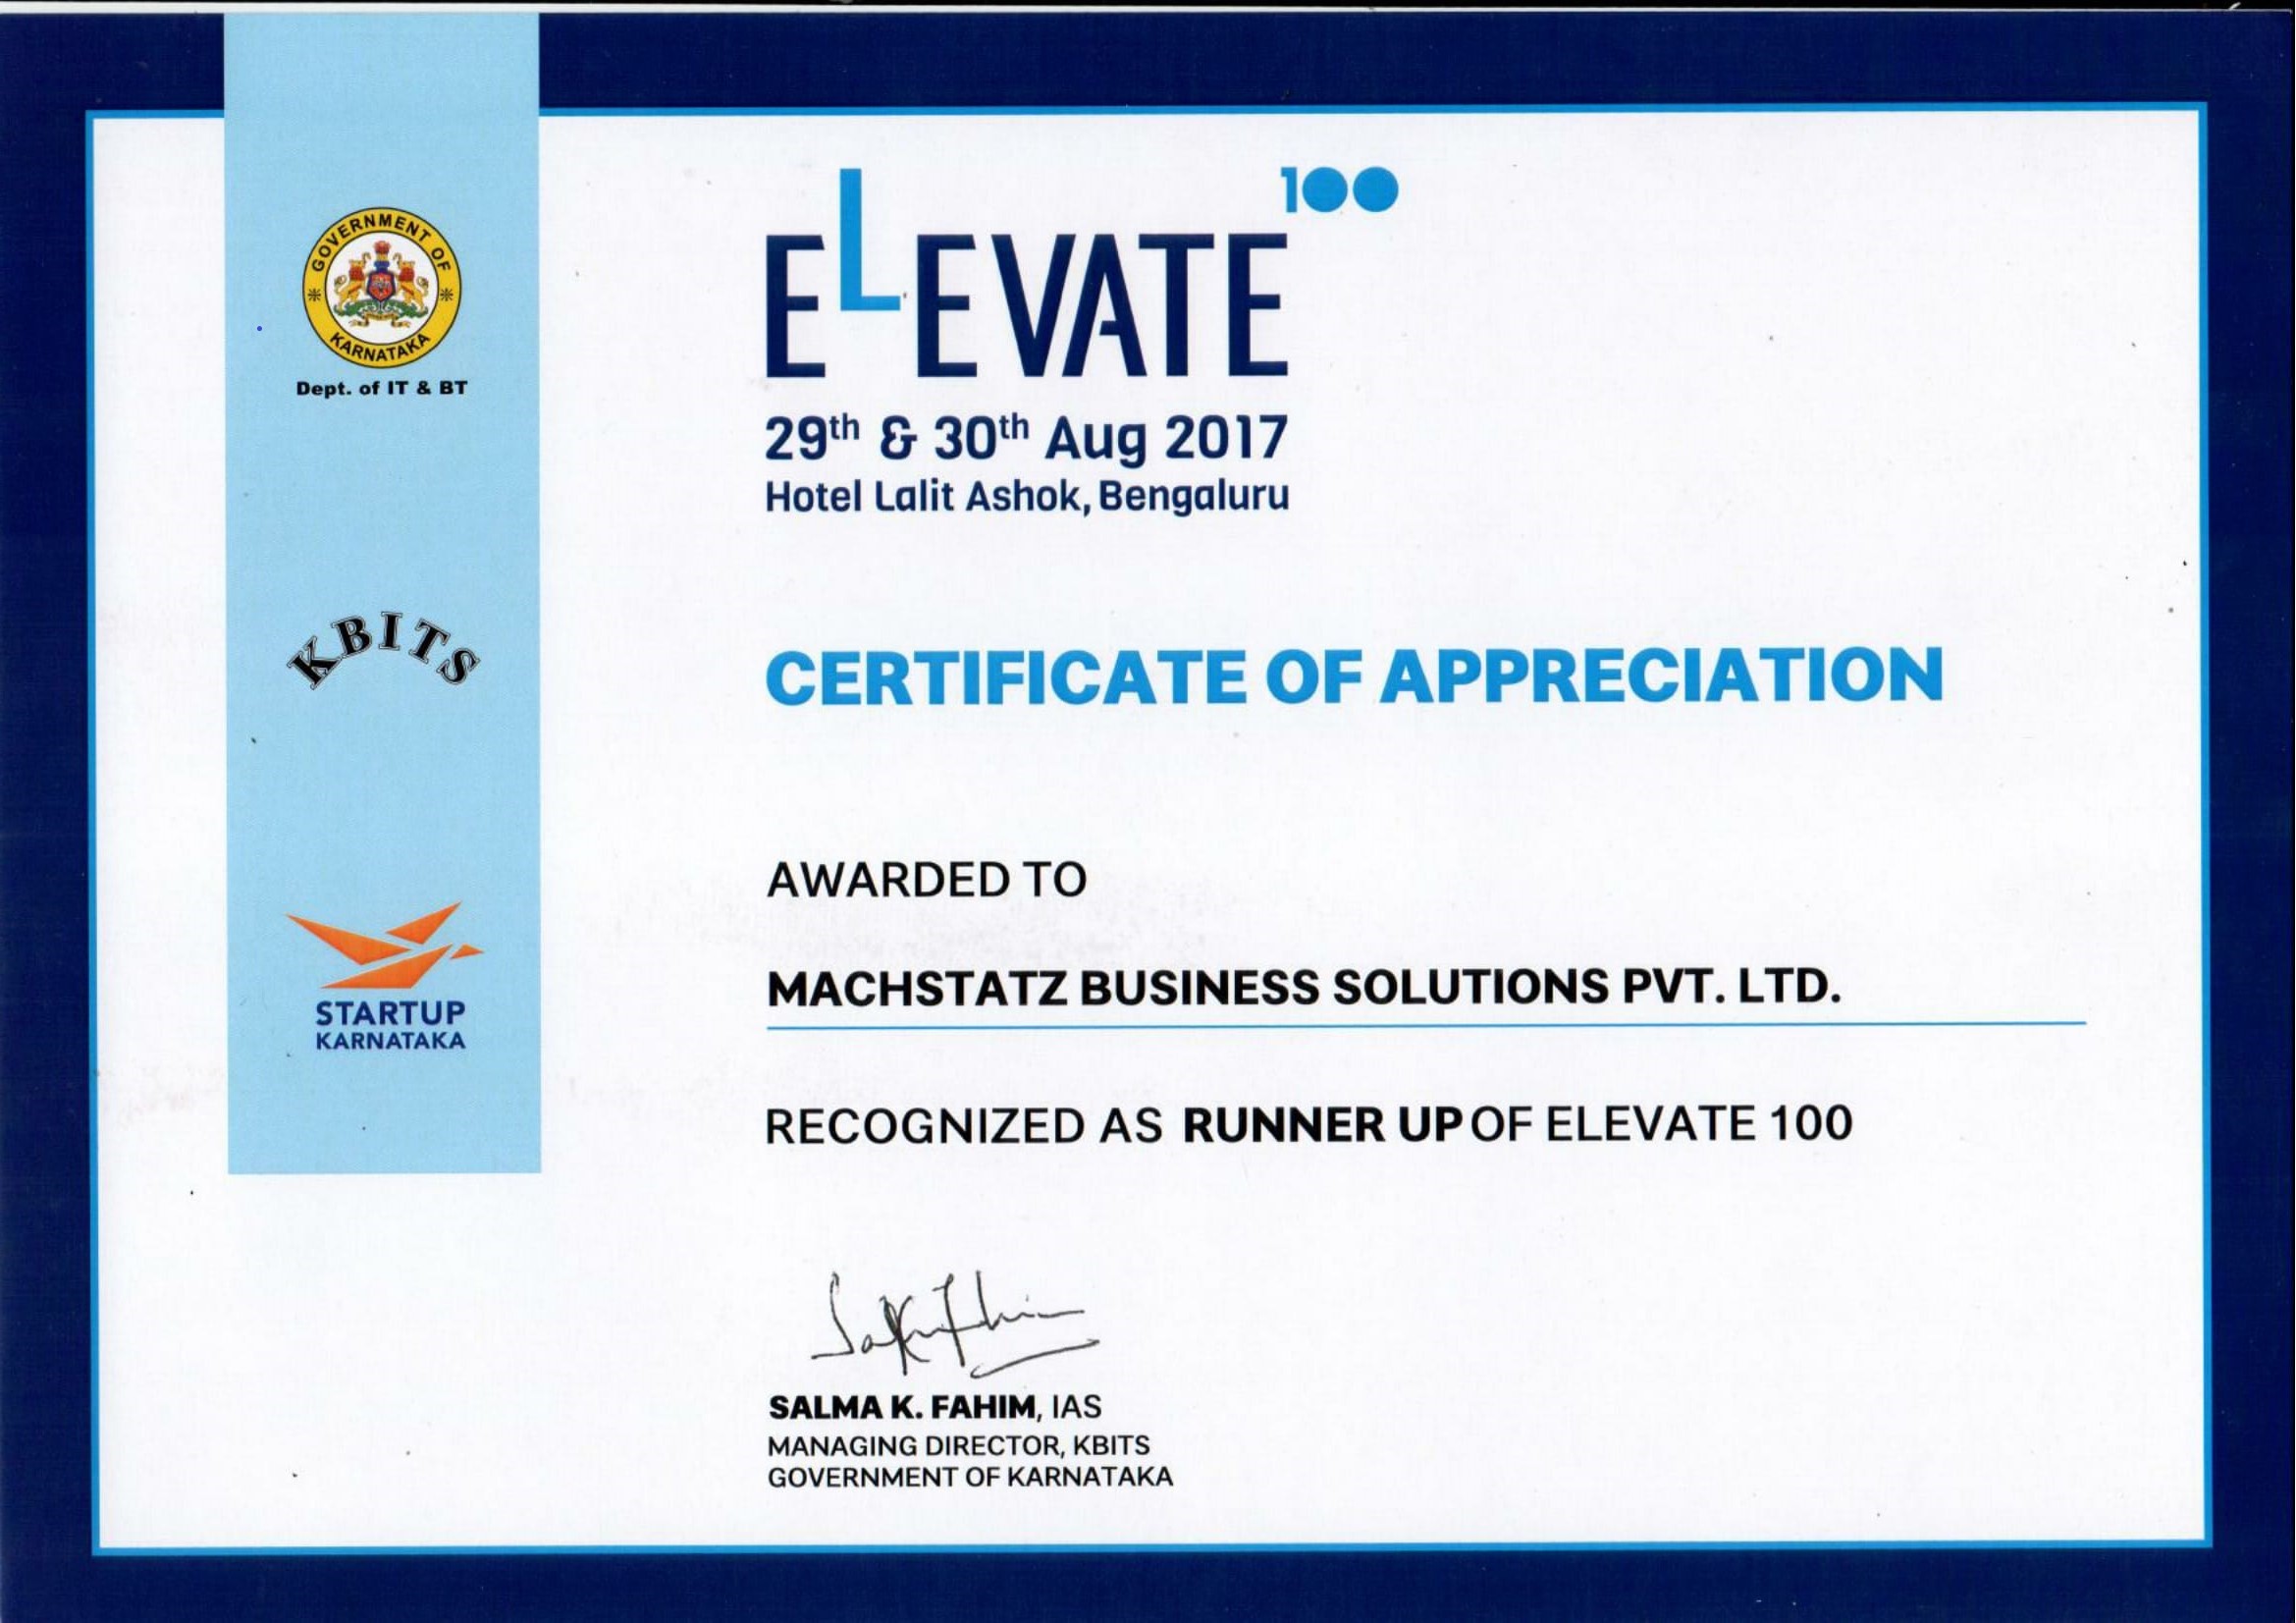 GOVERNMENT OF
KARNATAKA
Dept. of IT & BT
KBITS
STARTUP
KARNATAKA
ELEVATE 100
29th & 30th Aug 2017
Hotel Lalit Ashok, Bengaluru
CERTIFICATE OF APPRECIATION
AWARDED TO
MACHSTATZ BUSINESS SOLUTIONS PVT. LTD.
RECOGNIZED AS RUNNER UP OF ELEVATE 100
SALMA K. FAHIM, IAS
MANAGING DIRECTOR, KBITS
GOVERNMENT OF KARNATAKA